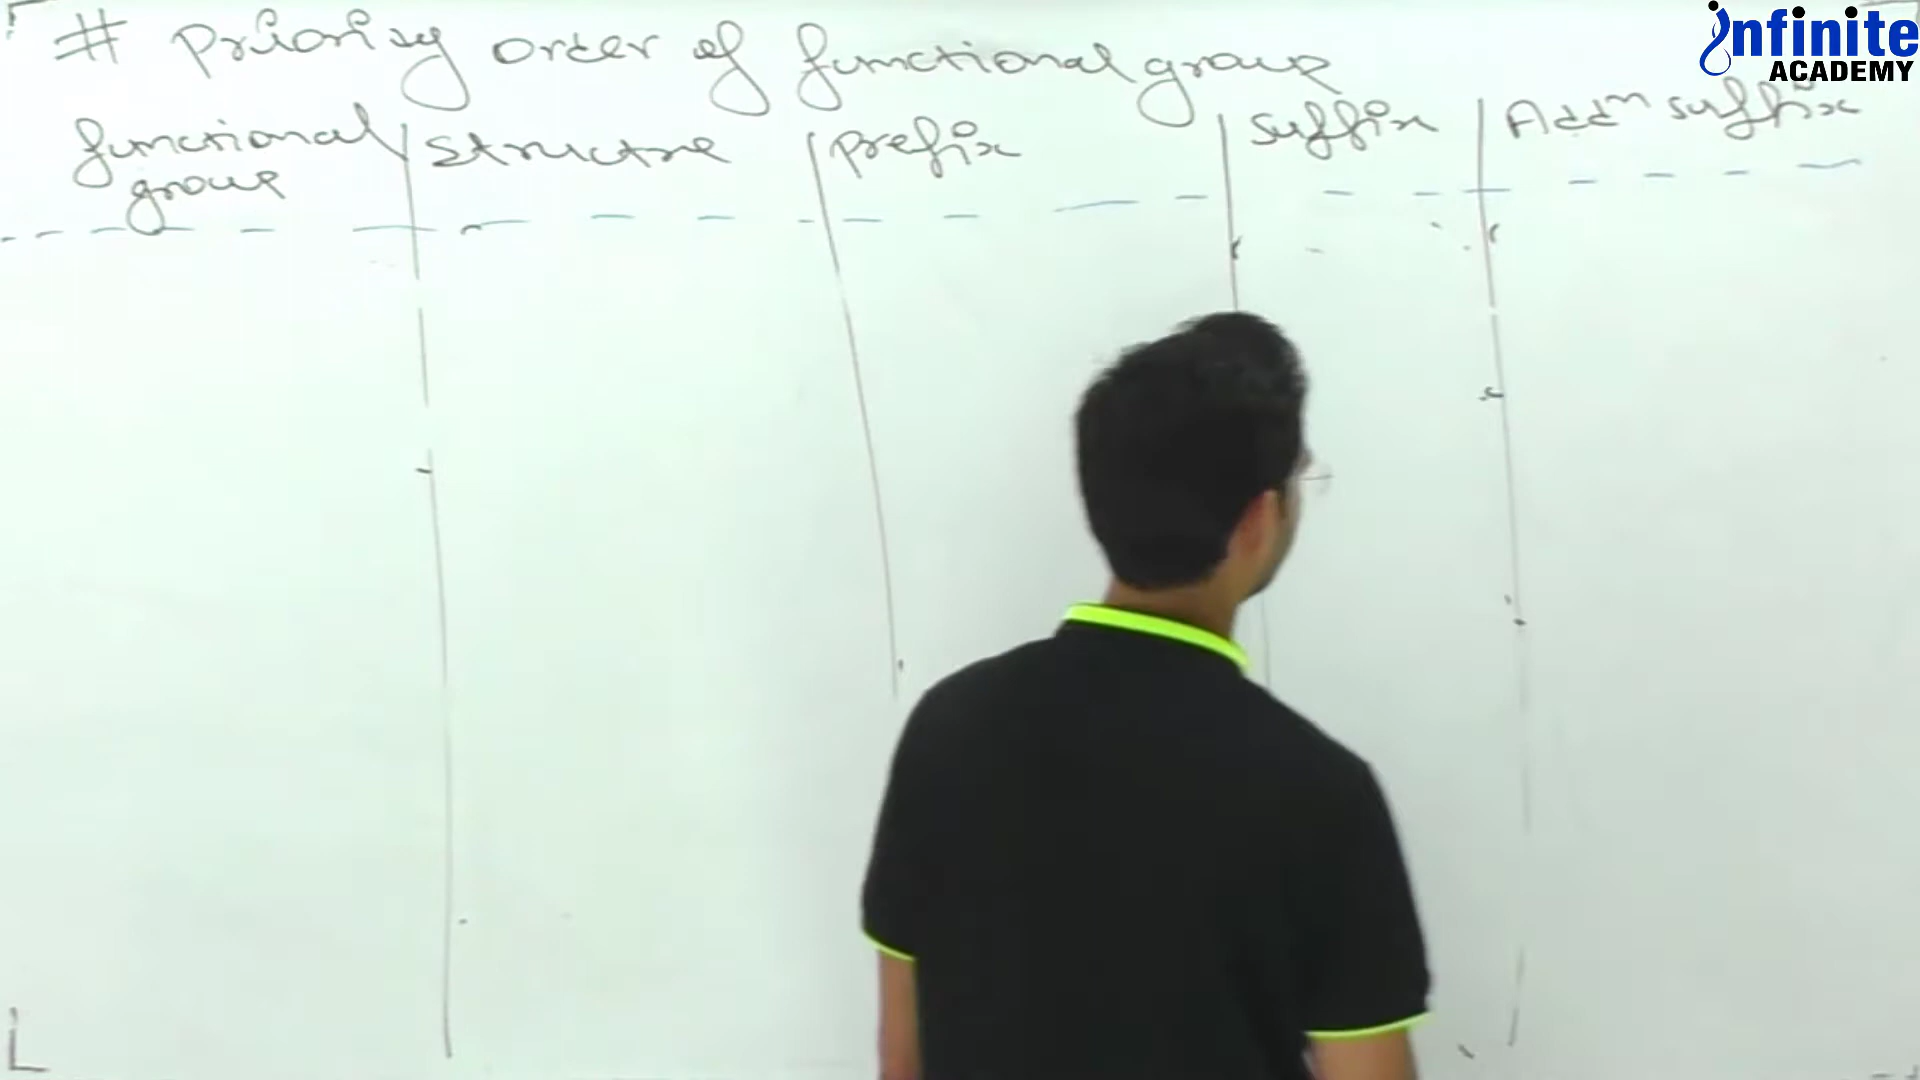 # Priority order of functional group
functional group | structure | prefix | suffix | Addn suffix
infinite
ACADEMY